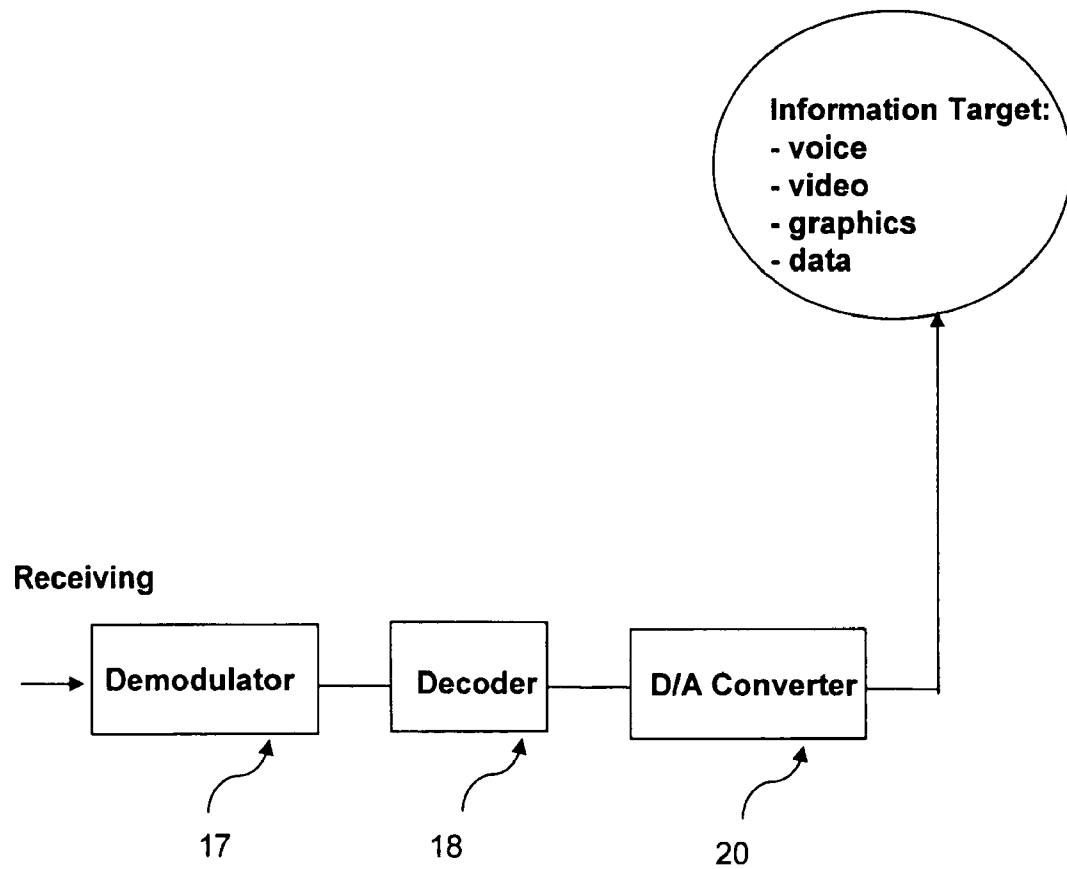 Information Target:
- voice
- video
- graphics
- data
Receiving
Demodulator
Decoder
D/A Converter
17
18
20